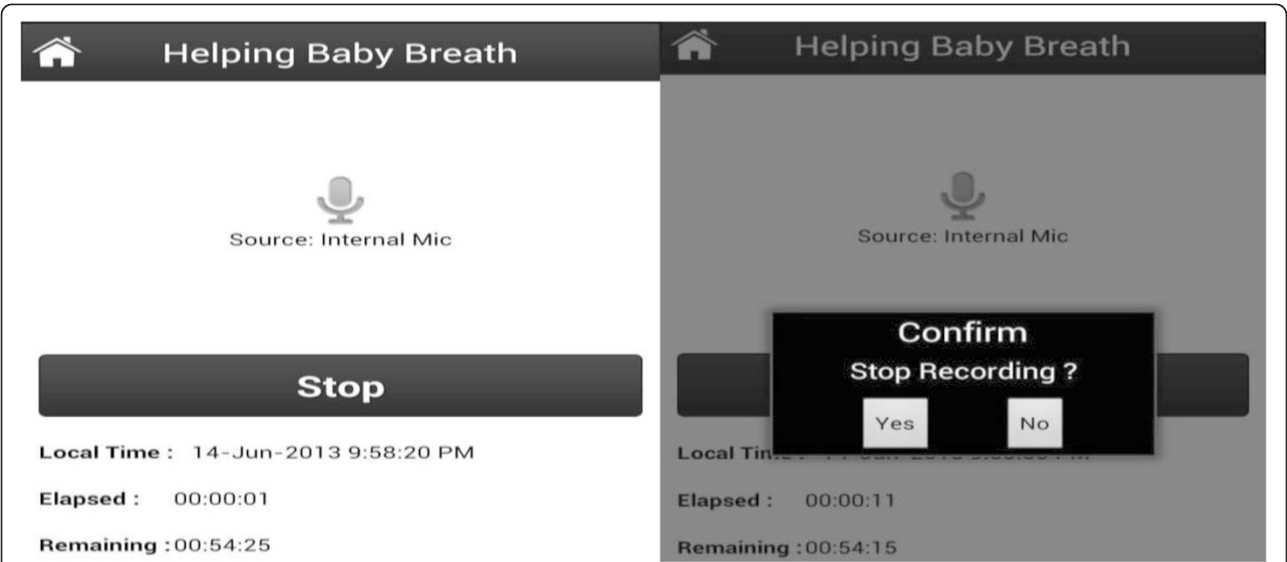 Helping Baby Breath
Source: Internal Mic
Stop
Local Time : 14-Jun-2013 9:58:20 PM
Elapsed : 00:00:01
Remaining :00:54:25
Helping Baby Breath
Source: Internal Mic
Confirm
Stop Recording ?
Yes No
Local
Elapsed : 00:00:11
Remaining :00:54:15